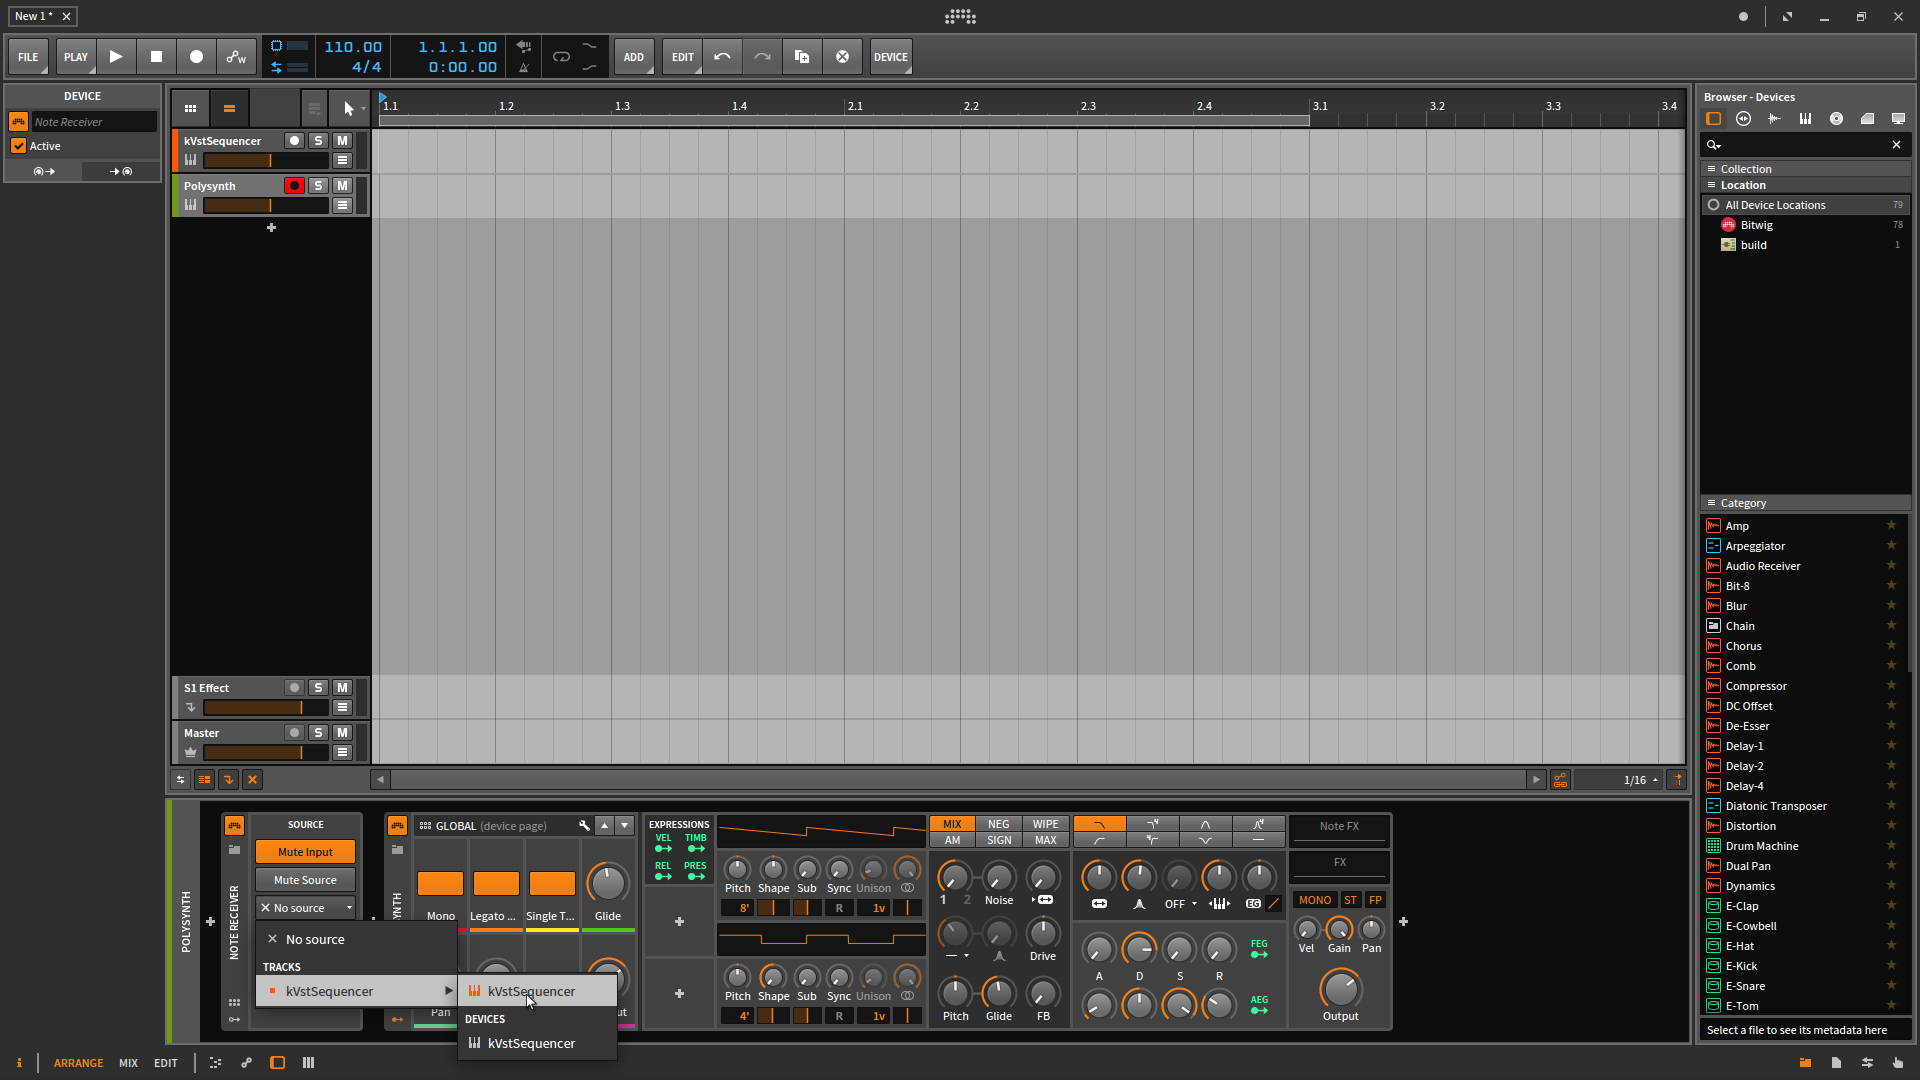 New 1 *
FILE PLAY 110.00 1.1.1.00 ADD EDIT DEVICE
4/4 0:00.00
DEVICE
Note Receiver
Active
1.1 1.2 1.3 1.4 2.1 2.2 2.3 2.4 3.1 3.2 3.3 3.4
kVstSequencer S M
Polysynth S M
S1 Effect S M
Master S M
1/16
Browser - Devices
Collection
Location
All Device Locations 79
Bitwig 78
build 1
Category
Amp
Arpeggiator
Audio Receiver
Bit-8
Blur
Chain
Chorus
Comb
Compressor
DC Offset
De-Esser
Delay-1
Delay-2
Delay-4
Diatonic Transposer
Distortion
Drum Machine
Dual Pan
Dynamics
E-Clap
E-Cowbell
E-Hat
E-Kick
E-Snare
E-Tom
Select a file to see its metadata here
POLYSYNTH
NOTE RECEIVER
SOURCE
Mute Input
Mute Source
No source
No source
TRACKS
kVstSequencer
kVstSequencer
DEVICES
kVstSequencer
YNTH
GLOBAL (device page)
Mono Legato ... Single T... Glide
Pan ut
EXPRESSIONS
VEL TIMB
REL PRES
Pitch Shape Sub Sync Unison
8' R 1v
Pitch Shape Sub Sync Unison
4' R 1v
MIX NEG WIPE
AM SIGN MAX
1 2 Noise
Drive
Pitch Glide FB
OFF EG
A D S R
FEG
AEG
Note FX
FX
MONO ST FP
Vel Gain Pan
Output
i ARRANGE MIX EDIT